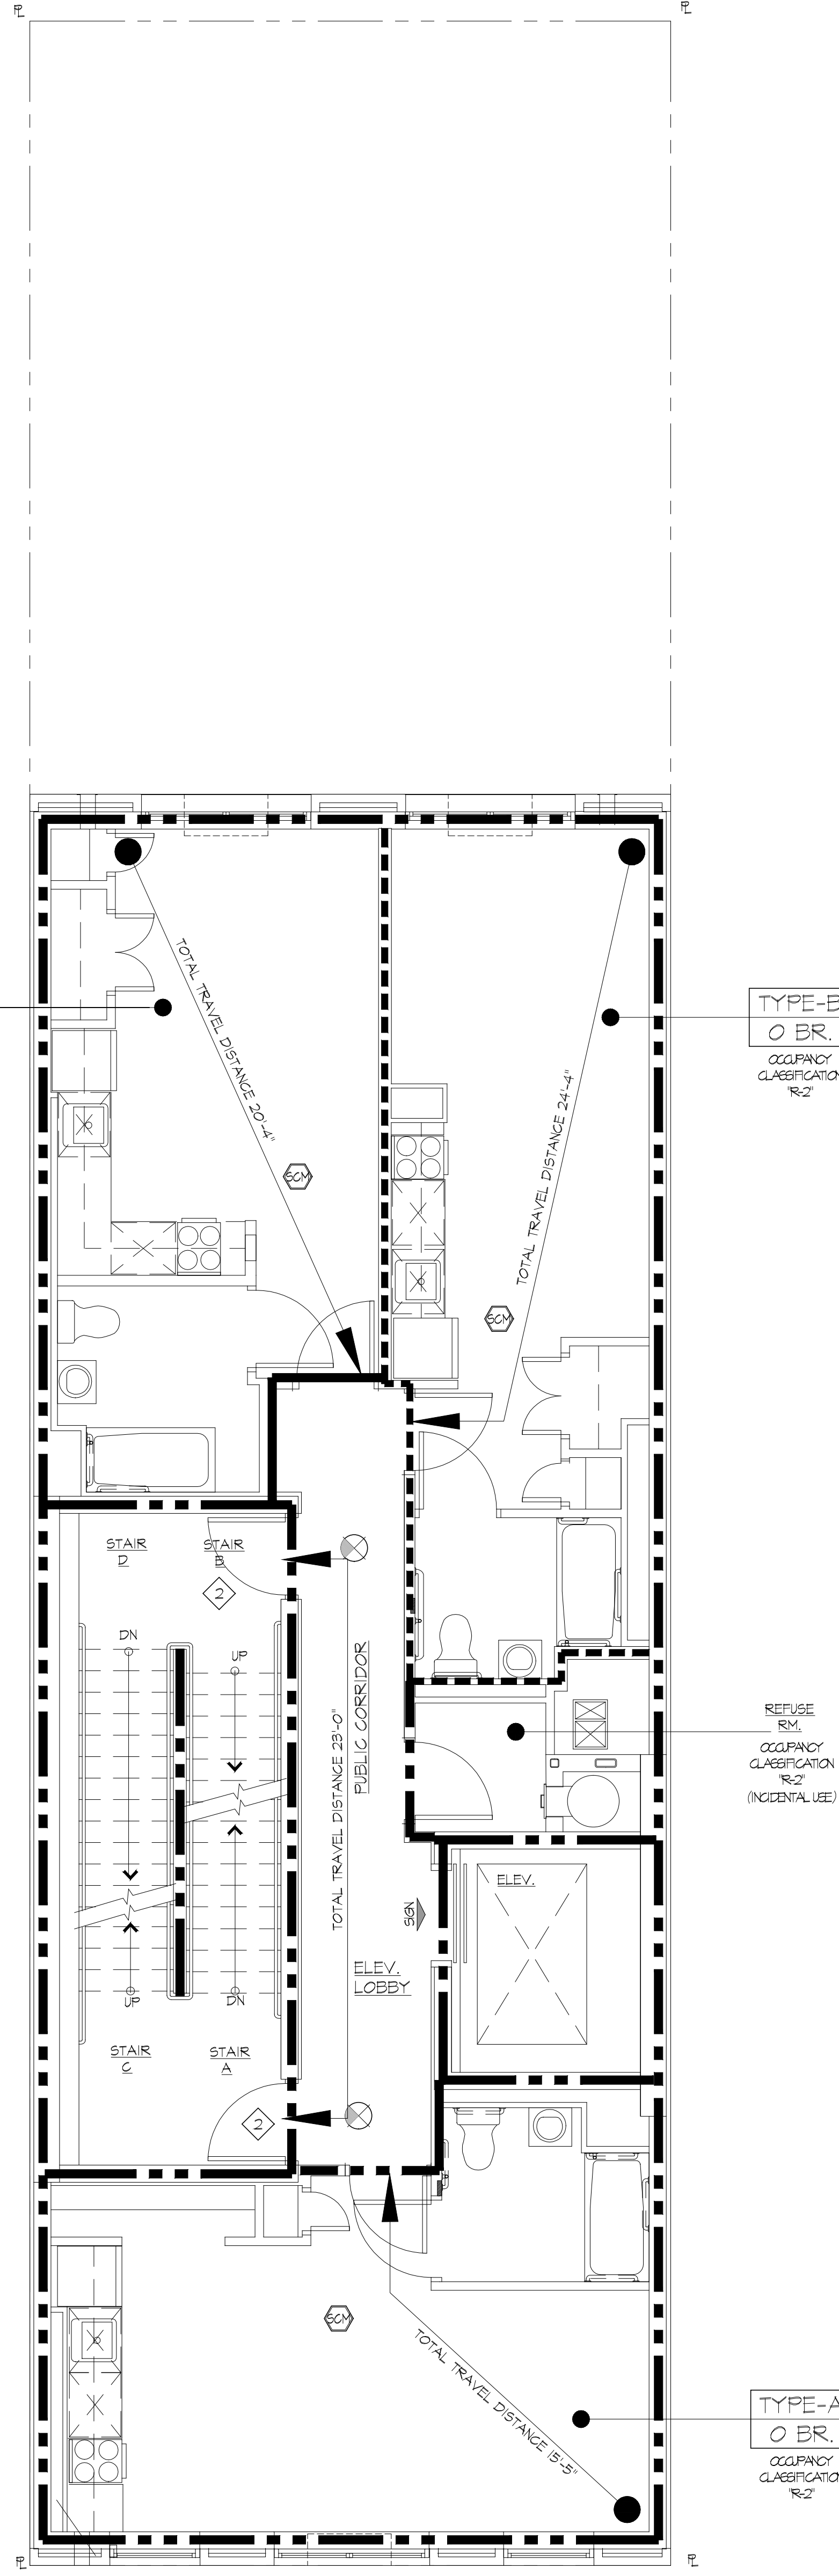 PL
PL
TOTAL TRAVEL DISTANCE 20'-4"
TOTAL TRAVEL DISTANCE 24'-4"
TYPE-B
0 BR.
OCCUPANCY
CLASSIFICATION
"R-2"
SCM
SCM
STAIR
D
STAIR
B
2
DN
UP
TOTAL TRAVEL DISTANCE 23'-0"
PUBLIC CORRIDOR
REFUSE
RM.
OCCUPANCY
CLASSIFICATION
"R-2"
(INCIDENTAL USE)
ELEV.
SIGN
ELEV.
LOBBY
UP
DN
STAIR
C
STAIR
A
2
SCM
TOTAL TRAVEL DISTANCE 15'-5"
TYPE-A
0 BR.
OCCUPANCY
CLASSIFICATION
"R-2"
PL
PL